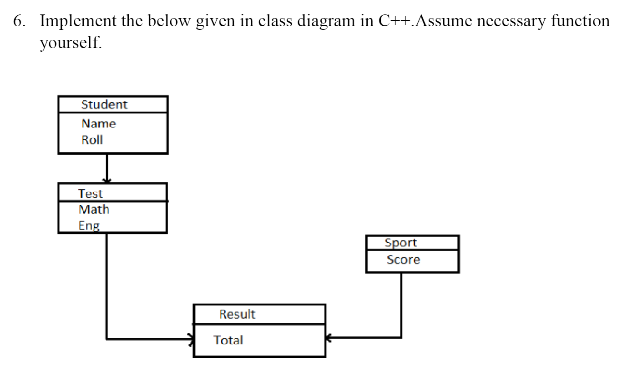 6. Implement the below given in class diagram in C++.Assume necessary function
yourself.
Student
Name
Roll
Test
Math
Eng
Sport
Score
Result
Total